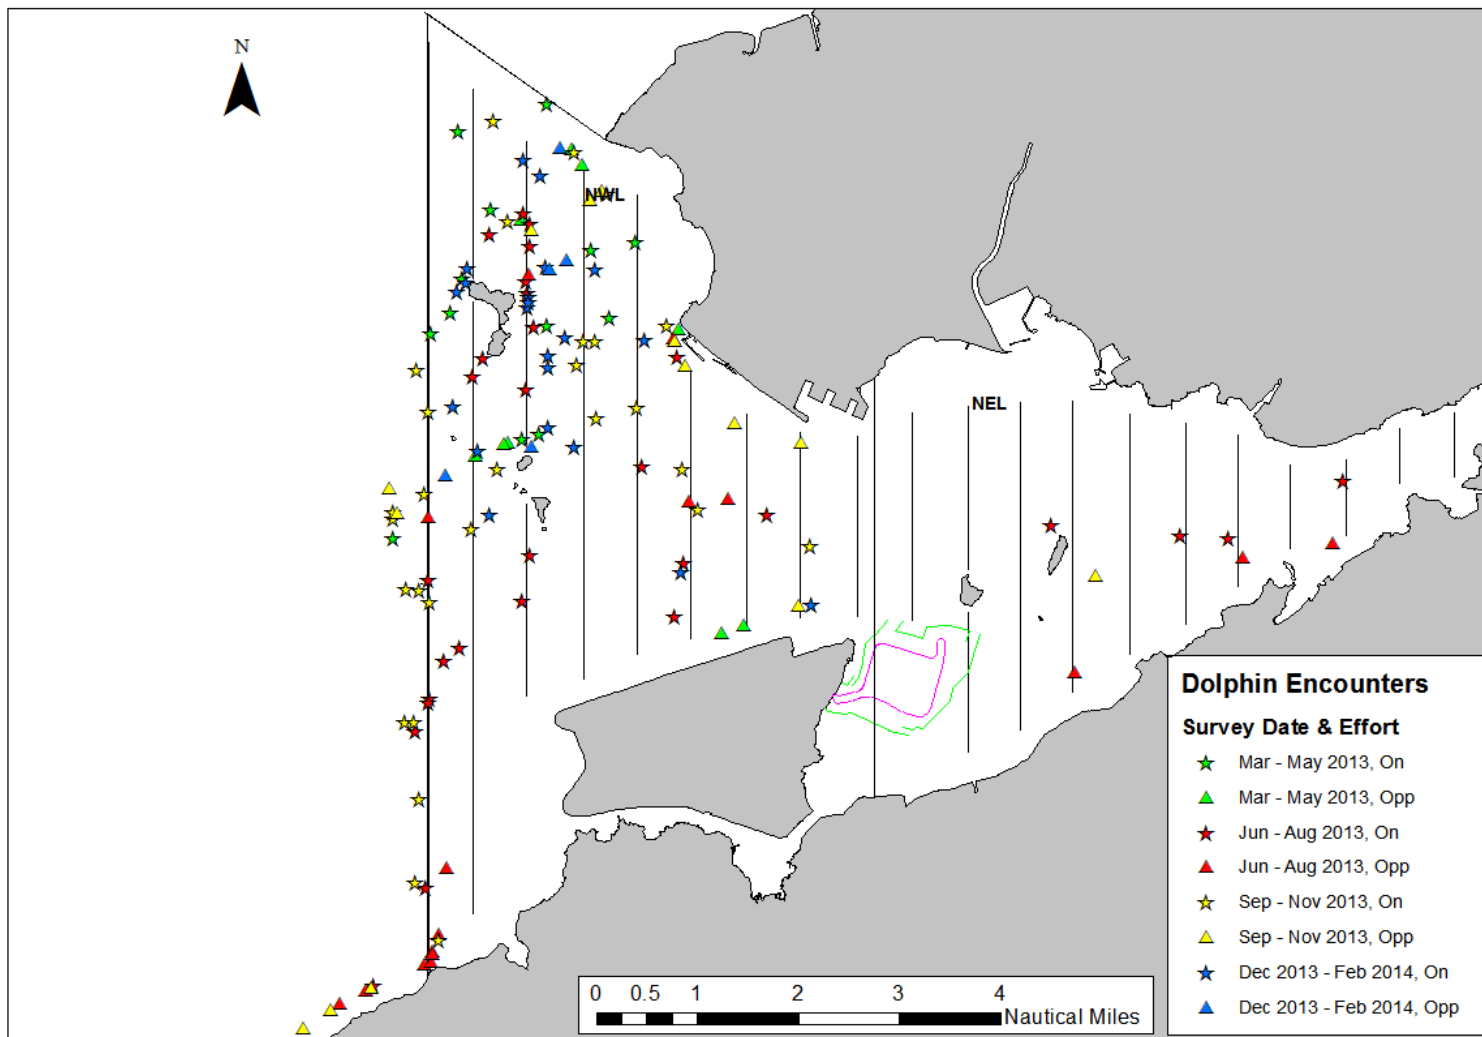 N
NWL
NEL
Dolphin Encounters
Survey Date & Effort
Mar - May 2013, On
Mar - May 2013, Opp
Jun - Aug 2013, On
Jun - Aug 2013, Opp
Sep - Nov 2013, On
Sep - Nov 2013, Opp
Dec 2013 - Feb 2014, On
Dec 2013 - Feb 2014, Opp
0 0.5 1 2 3 4
Nautical Miles